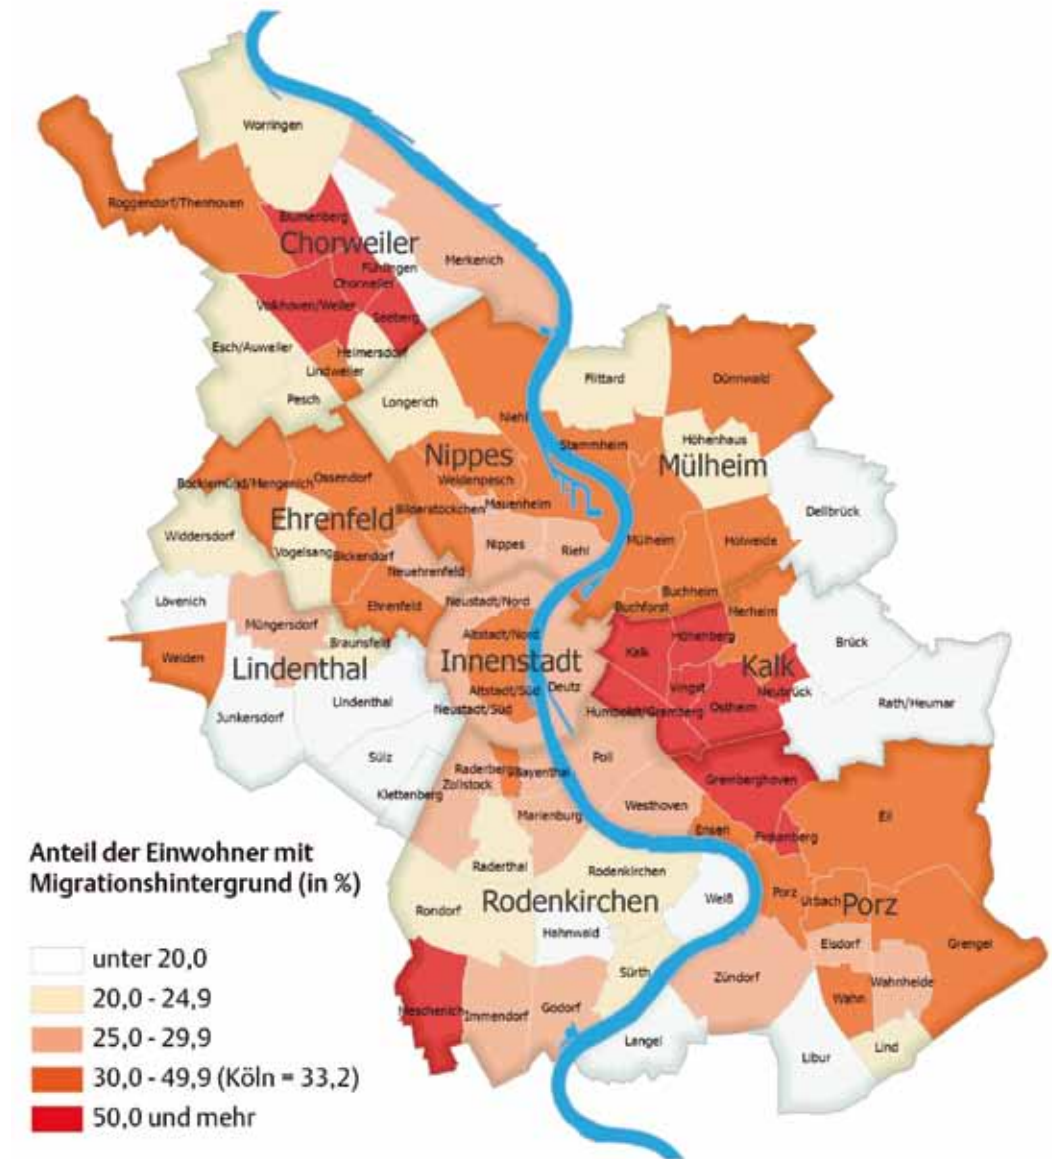 Worringen
Roggendorf/Thenhoven
Blumenberg
Chorweiler
Fühlingen
Merkenich
Chorweiler
Volkhoven/Weiler
Seeberg
Esch/Auweiler
Heimersdorf
Lindweiler
Pesch
Longerich
Flittard
Dünnwald
Niehl
Stammheim
Höhenhaus
Nippes
Mülheim
Weidenpesch
Bocklemünd/Mengenich
Ossendorf
Bilderstöckchen
Mauenheim
Dellbrück
Ehrenfeld
Widdersdorf
Vogelsang
Bickendorf
Nippes
Riehl
Mülheim
Holweide
Neuehrenfeld
Buchheim
Lövenich
Ehrenfeld
Neustadt/Nord
Buchforst
Merheim
Müngersdorf
Braunsfeld
Altstadt/Nord
Höhenberg
Brück
Weiden
Lindenthal
Innenstadt
Kalk
Kalk
Altstadt/Süd
Deutz
Vingst
Neubrück
Junkersdorf
Lindenthal
Neustadt/Süd
Humboldt/Gremberg
Ostheim
Rath/Heumar
Sülz
Poll
Raderberg
Bayenthal
Zollstock
Gremberghoven
Klettenberg
Marienburg
Westhoven
Ensen
Finkenberg
Eil
Anteil der Einwohner mit
Migrationshintergrund (in %)
Raderthal
Rodenkirchen
Rondorf
Rodenkirchen
Weiß
Porz
Urbach
Porz
Hahnwald
Elsdorf
Grengel
unter 20,0
Sürth
Zündorf
Wahnheide
20,0 - 24,9
Meschenich
Immendorf
Godorf
Wahn
25,0 - 29,9
Langel
Libur
Lind
30,0 - 49,9 (Köln = 33,2)
50,0 und mehr